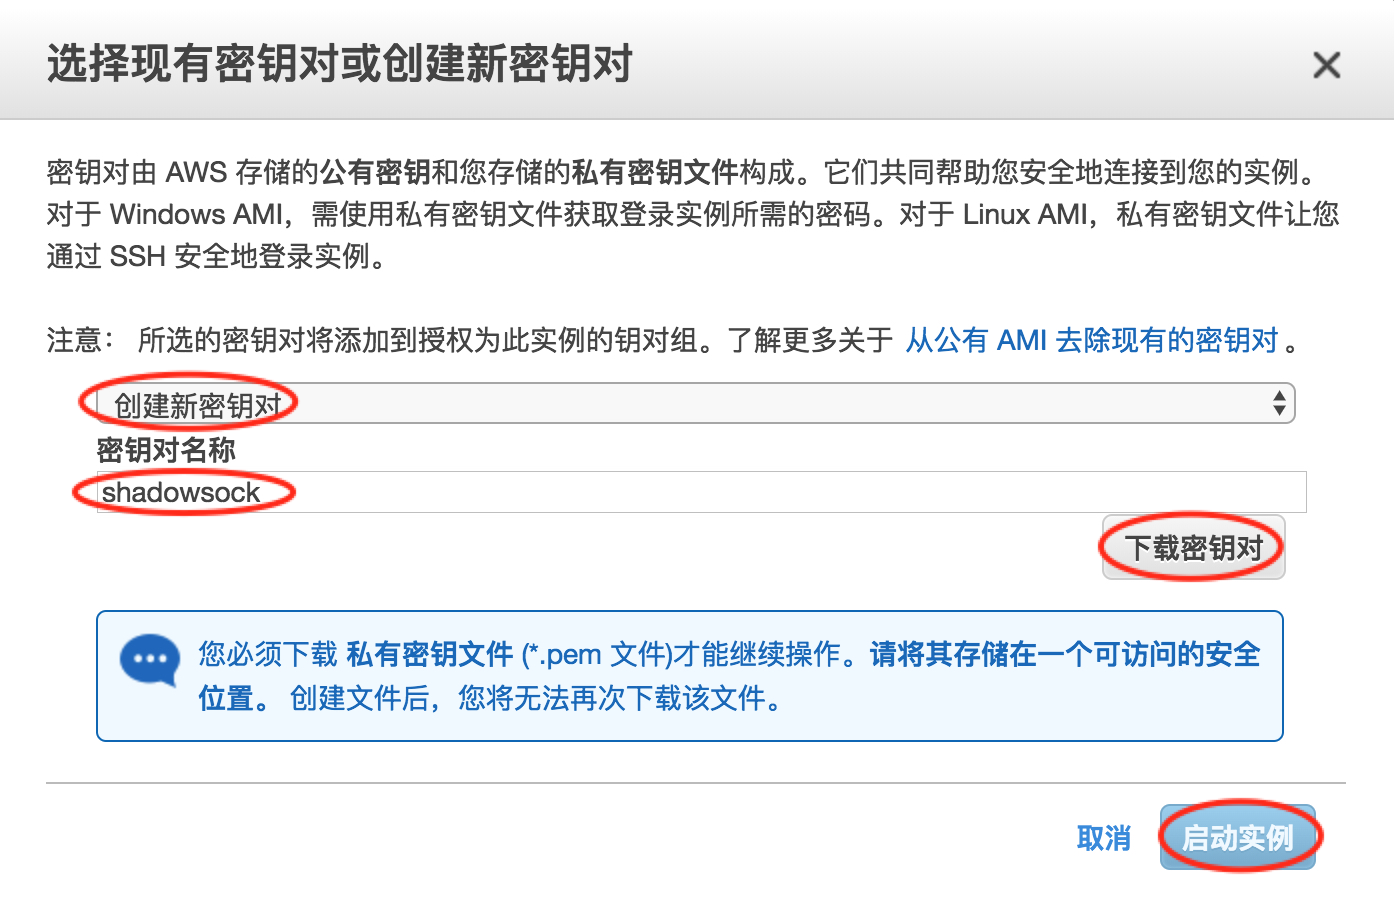 选择现有密钥对或创建新密钥对
密钥对由 AWS 存储的公有密钥和您存储的私有密钥文件构成。它们共同帮助您安全地连接到您的实例。
对于 Windows AMI，需使用私有密钥文件获取登录实例所需的密码。对于 Linux AMI，私有密钥文件让您
通过 SSH 安全地登录实例。
注意： 所选的密钥对将添加到授权为此实例的钥对组。了解更多关于 从公有 AMI 去除现有的密钥对 。
创建新密钥对
密钥对名称
shadowsock
下载密钥对
您必须下载 私有密钥文件 (*.pem 文件)才能继续操作。请将其存储在一个可访问的安全
位置。 创建文件后，您将无法再次下载该文件。
取消 启动实例